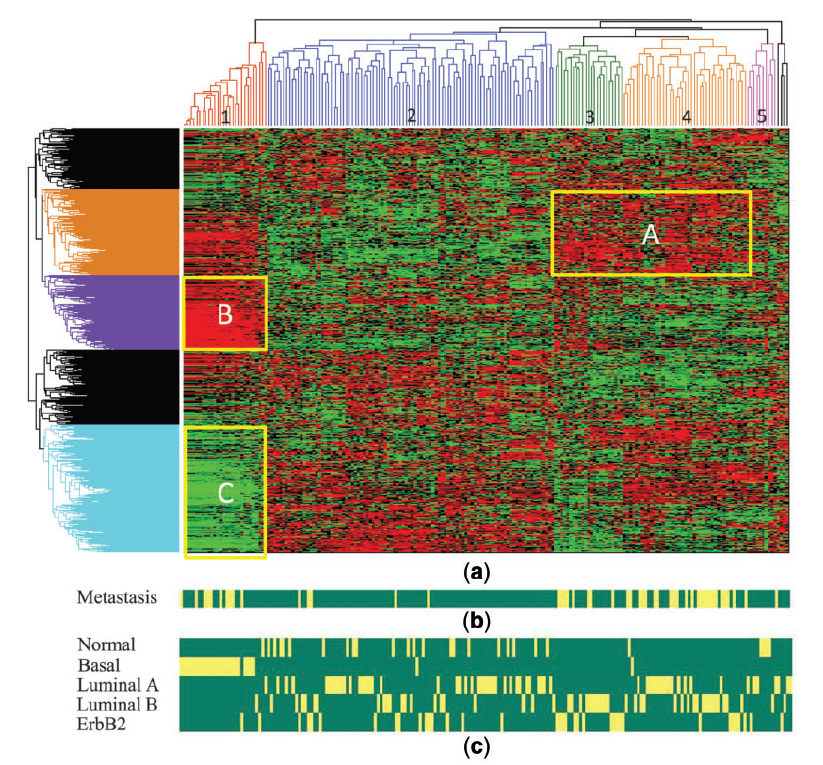 1 2 3 4 5
A
B
C
(a)
Metastasis
(b)
Normal
Basal
Luminal A
Luminal B
ErbB2
(c)